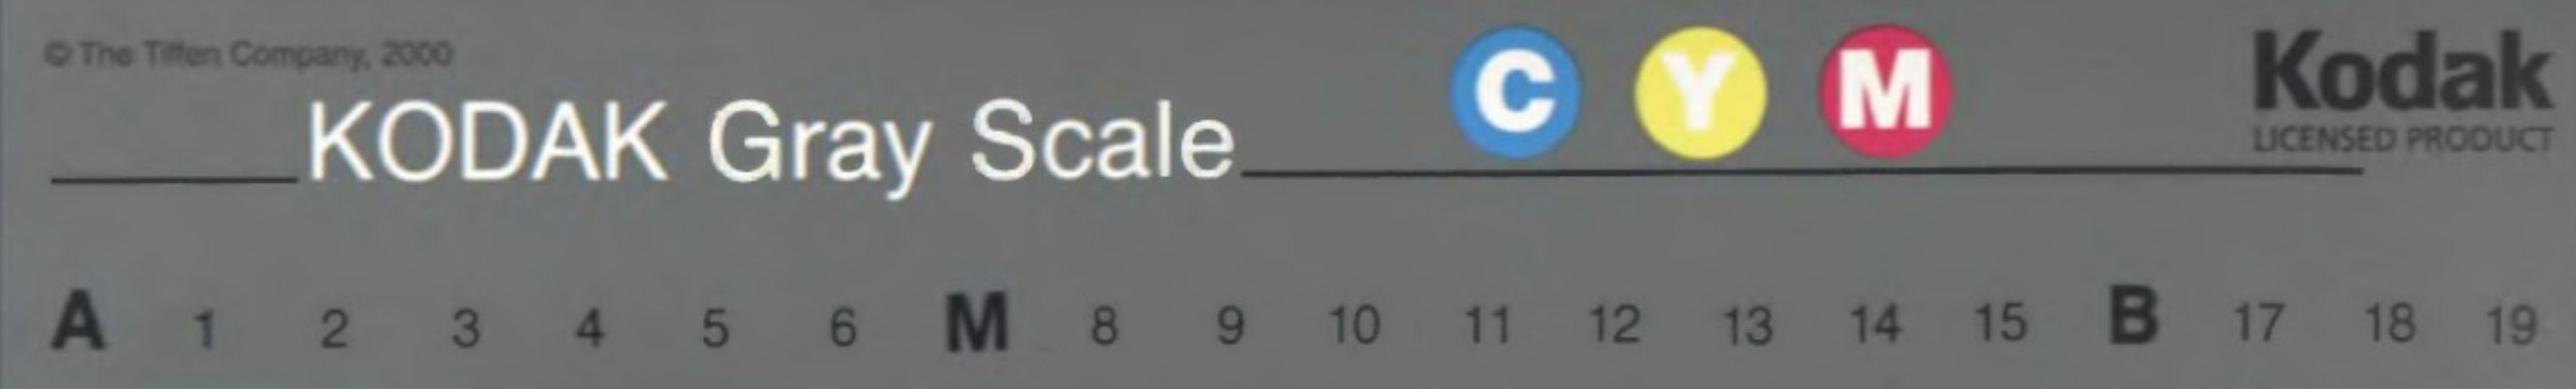 © The Tiffen Company, 2000
KODAK Gray Scale
C Y M
Kodak
LICENSED PRODUCT
A 1 2 3 4 5 6 M 8 9 10 11 12 13 14 15 B 17 18 19